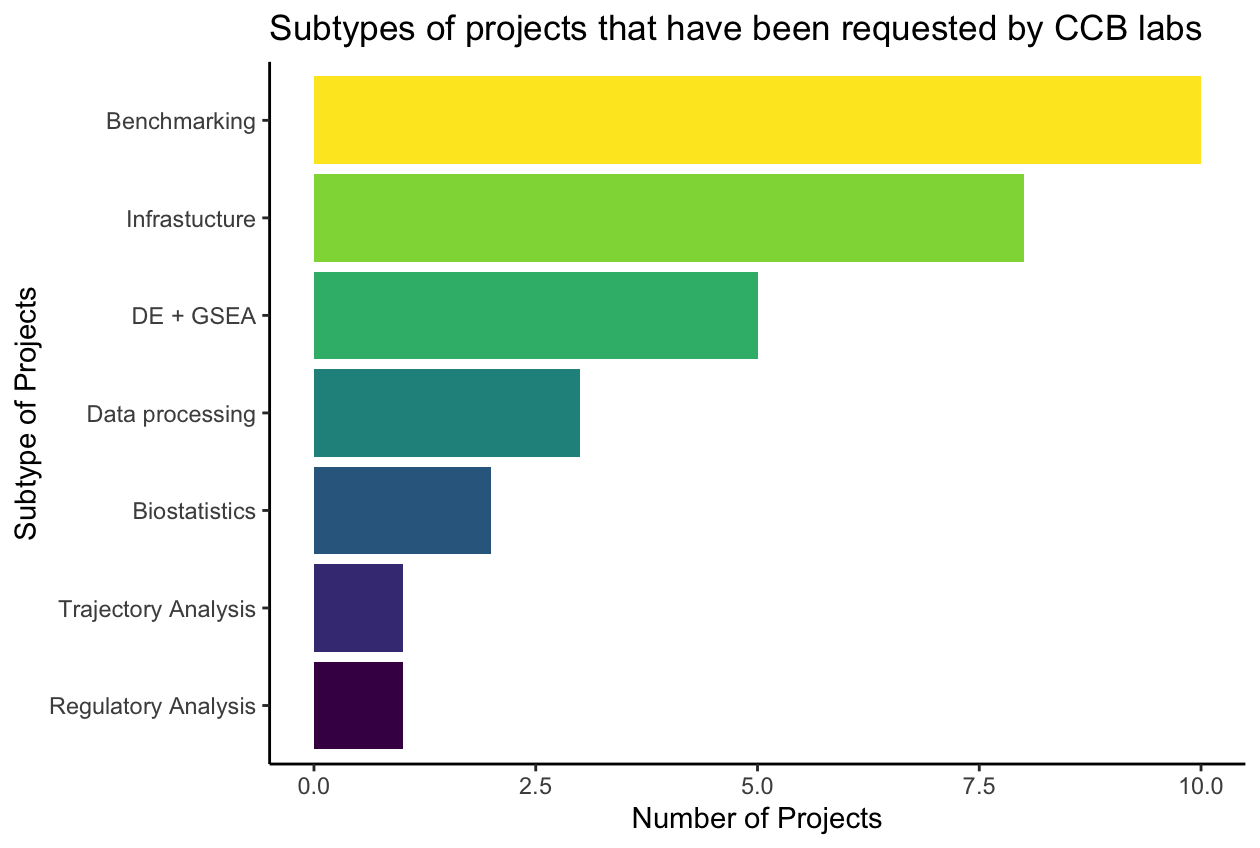 Subtypes of projects that have been requested by CCB labs
Subtype of Projects
Benchmarking
Infrastucture
DE + GSEA
Data processing
Biostatistics
Trajectory Analysis
Regulatory Analysis
0.0 2.5 5.0 7.5 10.0
Number of Projects